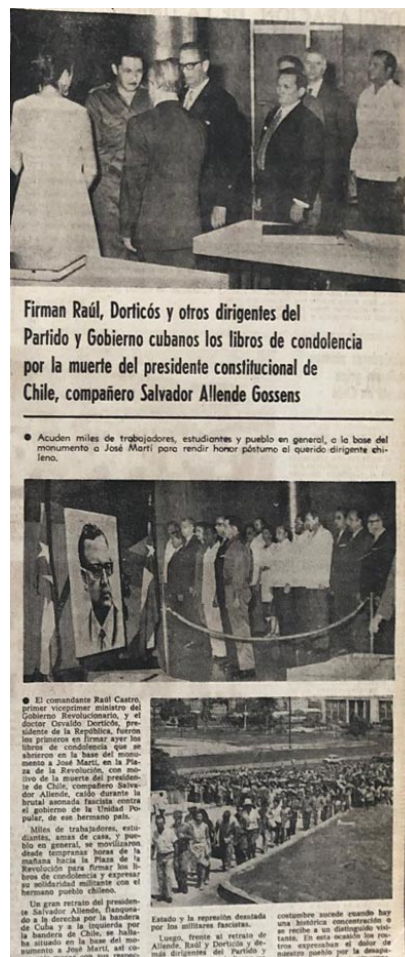 Firman Raúl, Dorticós y otros dirigentes del
Partido y Gobierno cubanos los libros de condolencia
por la muerte del presidente constitucional de
Chile, compañero Salvador Allende Gossens
● Acuden miles de trabajadores, estudiantes y pueblo en general, a la base del
monumento a José Martí para rendir honor póstumo al querido dirigente chi-
leno.
● El comandante Raúl Castro,
primer viceprimer ministro del
Gobierno Revolucionario, y el
doctor Osvaldo Dorticós, pre-
sidente de la República, fueron
los primeros en firmar ayer los
libros de condolencia que se
abrieron en la base del monu-
mento a José Martí, en la Pla-
za de la Revolución, con mo-
tivo de la muerte del presiden-
te de Chile, compañero Salva-
dor Allende, caído durante la
brutal asonada fascista contra
el gobierno de la Unidad Po-
pular, de ese hermano país.
Miles de trabajadores, estu-
diantes, amas de casa, y pue-
blo en general, se movilizaron
desde tempranas horas de la
mañana hacia la Plaza de la
Revolución para firmar los li-
bros de condolencia y expresar
su solidaridad militante con el
hermano pueblo chileno.
Un gran retrato del presiden-
te Salvador Allende, flanquea-
do a la derecha por la bandera
de Cuba y a la izquierda por
la bandera de Chile, se halla-
ba situado en la base del mo-
numento a José Martí, así co-
Estado y la represión desatada
por los militares fascistas.
Luego, frente al retrato de
Allende, Raúl y Dorticós y de-
más dirigentes del Partido y
costumbre sucede cuando hay
una histórica concentración o
se recibe a un distinguido visi-
tante. En esta ocasión los ros-
tros expresaban el dolor de
nuestro pueblo por la desapa-